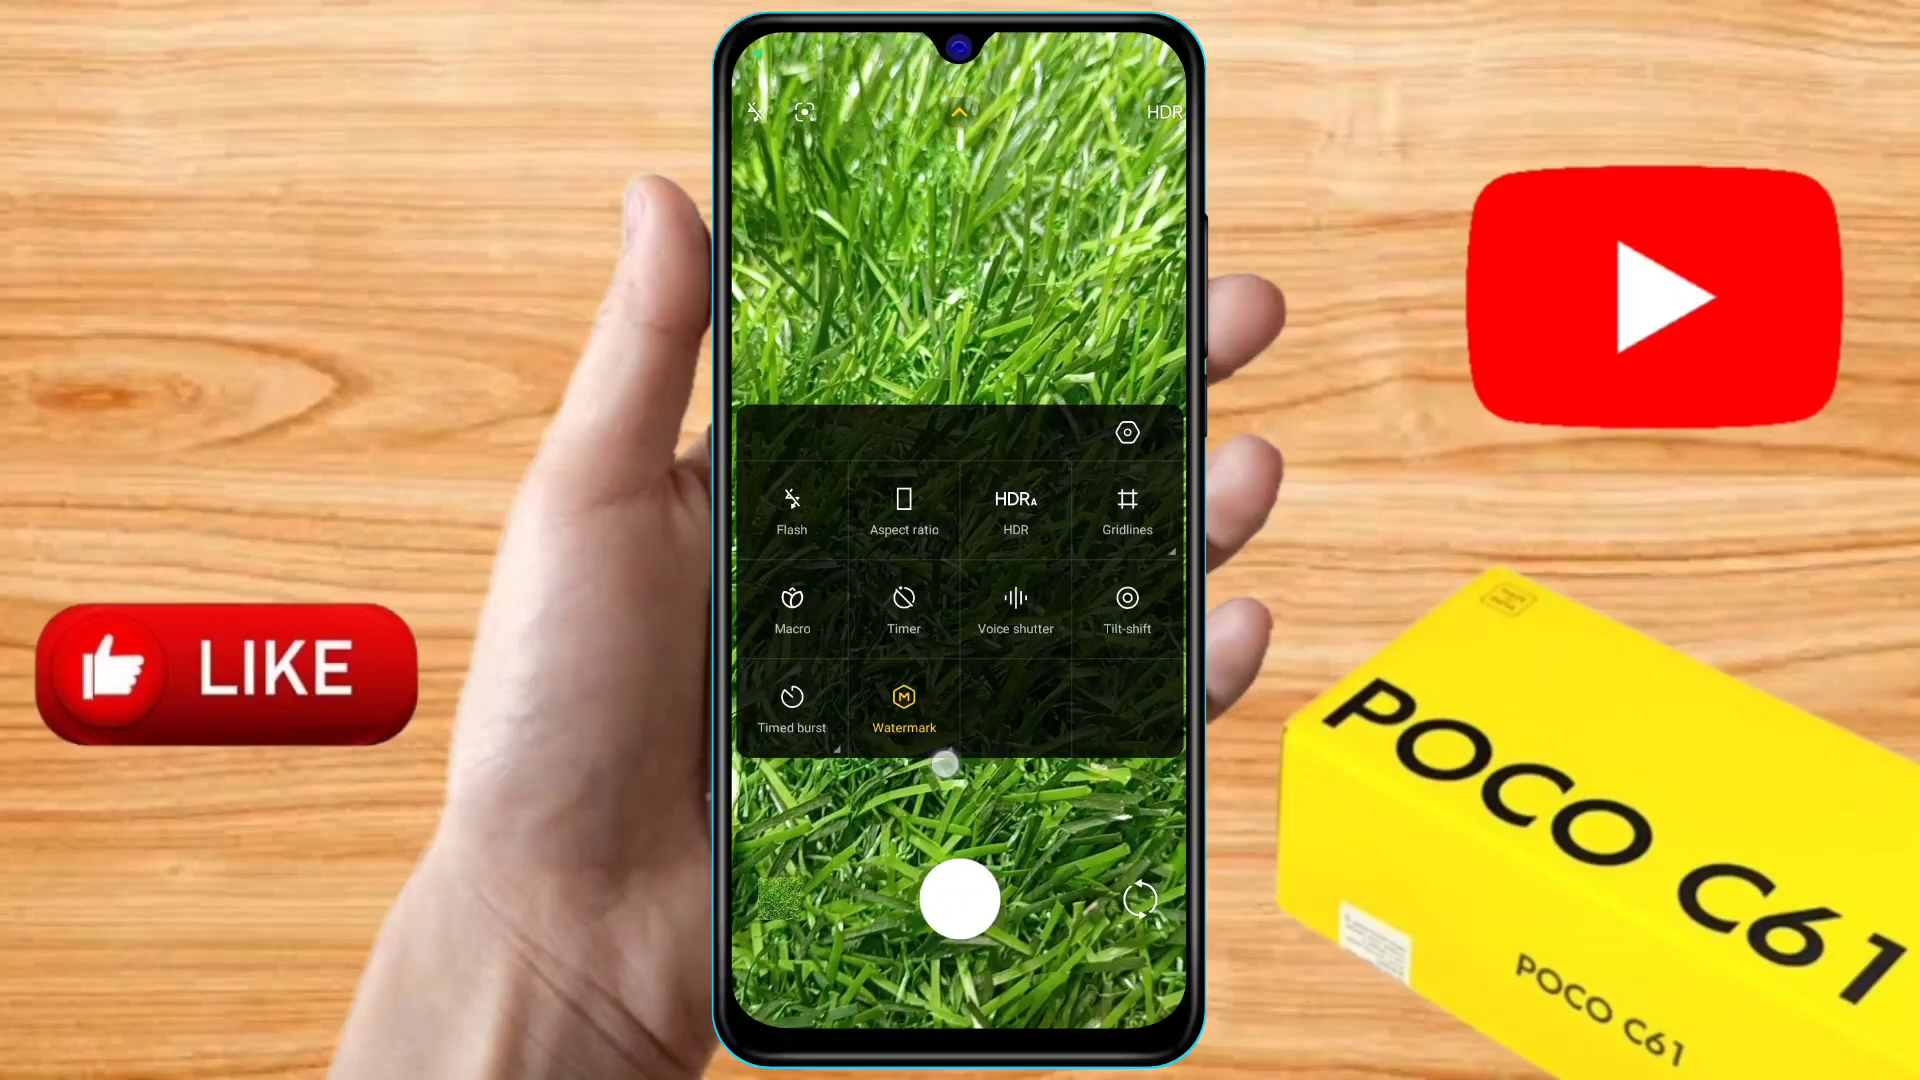 HDR
Flash
Aspect ratio
HDRA
HDR
Gridlines
Macro
Timer
Voice shutter
Tilt-shift
Timed burst
M
Watermark
LIKE
POCO C61
POCO C61